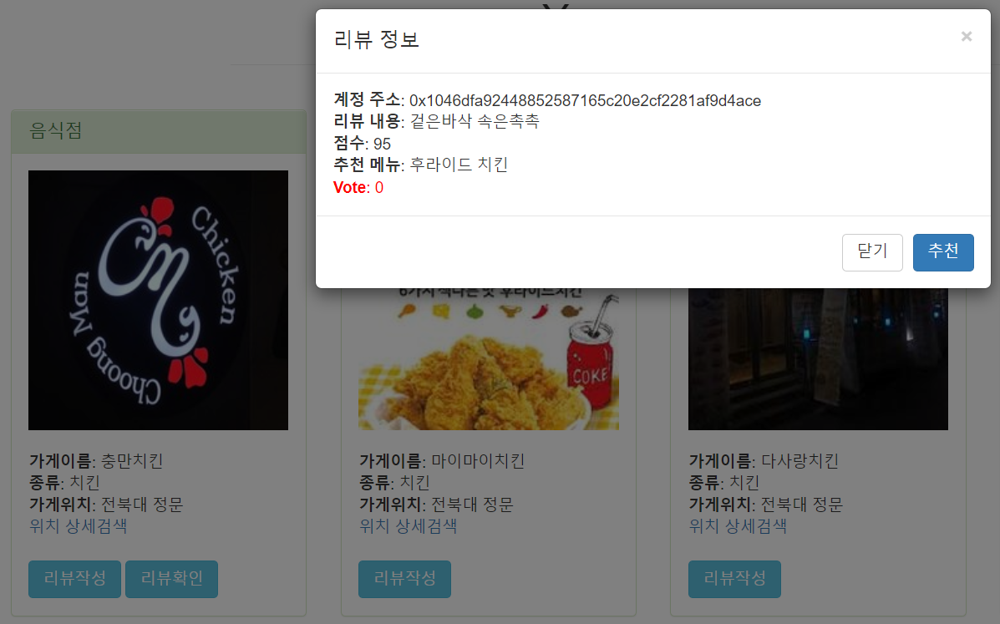 리뷰 정보
×
계정 주소: 0x1046dfa92448852587165c20e2cf2281af9d4ace
리뷰 내용: 겉은바삭 속은촉촉
점수: 95
추천 메뉴: 후라이드 치킨
Vote: 0
닫기
추천
음식점
Chicken
Choong Man
6가지 색다른 맛 후라이드치킨
COKE
가게이름: 충만치킨
종류: 치킨
가게위치: 전북대 정문
위치 상세검색
리뷰작성
리뷰확인
가게이름: 마이마이치킨
종류: 치킨
가게위치: 전북대 정문
위치 상세검색
리뷰작성
가게이름: 다사랑치킨
종류: 치킨
가게위치: 전북대 정문
위치 상세검색
리뷰작성